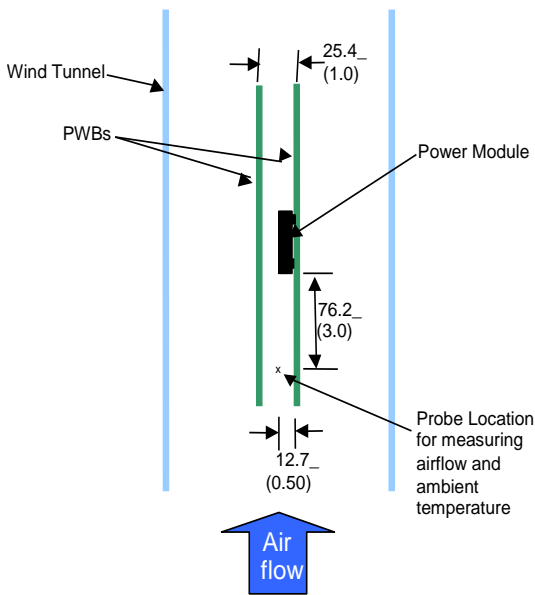 25.4_
(1.0)
Wind Tunnel
PWBs
Power Module
76.2_
(3.0)
x
Probe Location
for measuring
airflow and
ambient
temperature
12.7_
(0.50)
Air
flow